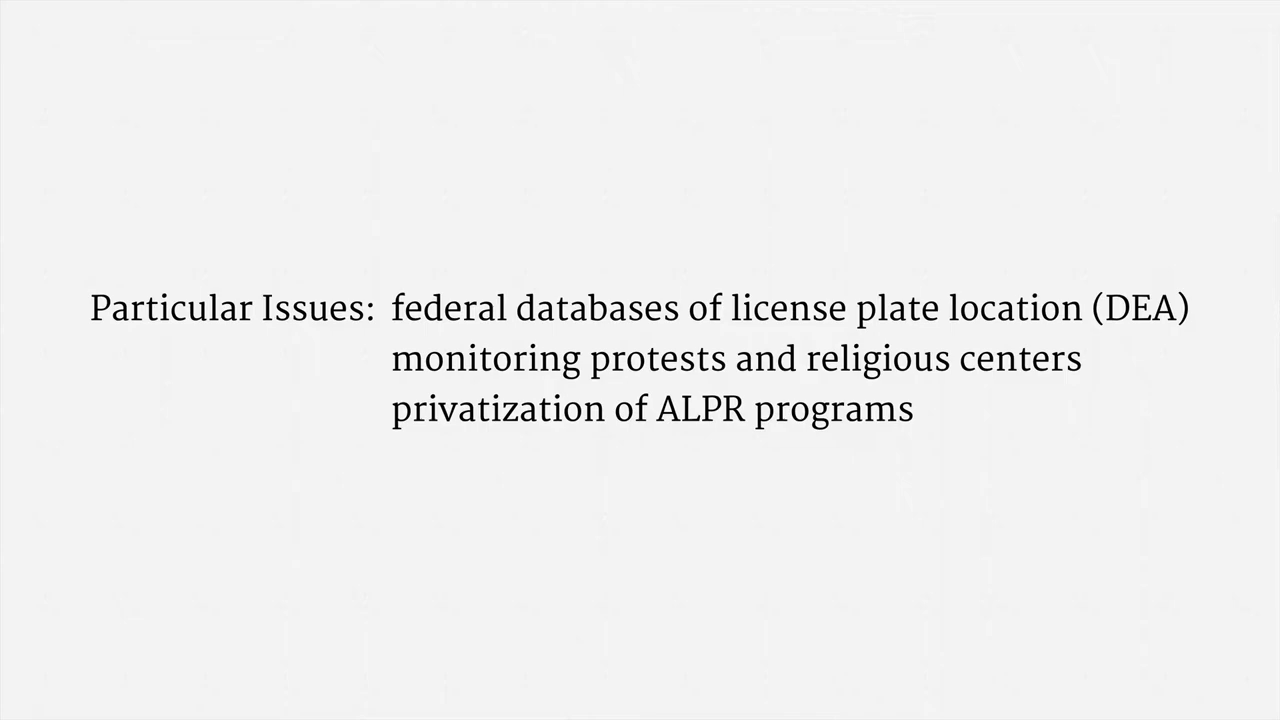 Particular Issues: federal databases of license plate location (DEA)
monitoring protests and religious centers
privatization of ALPR programs